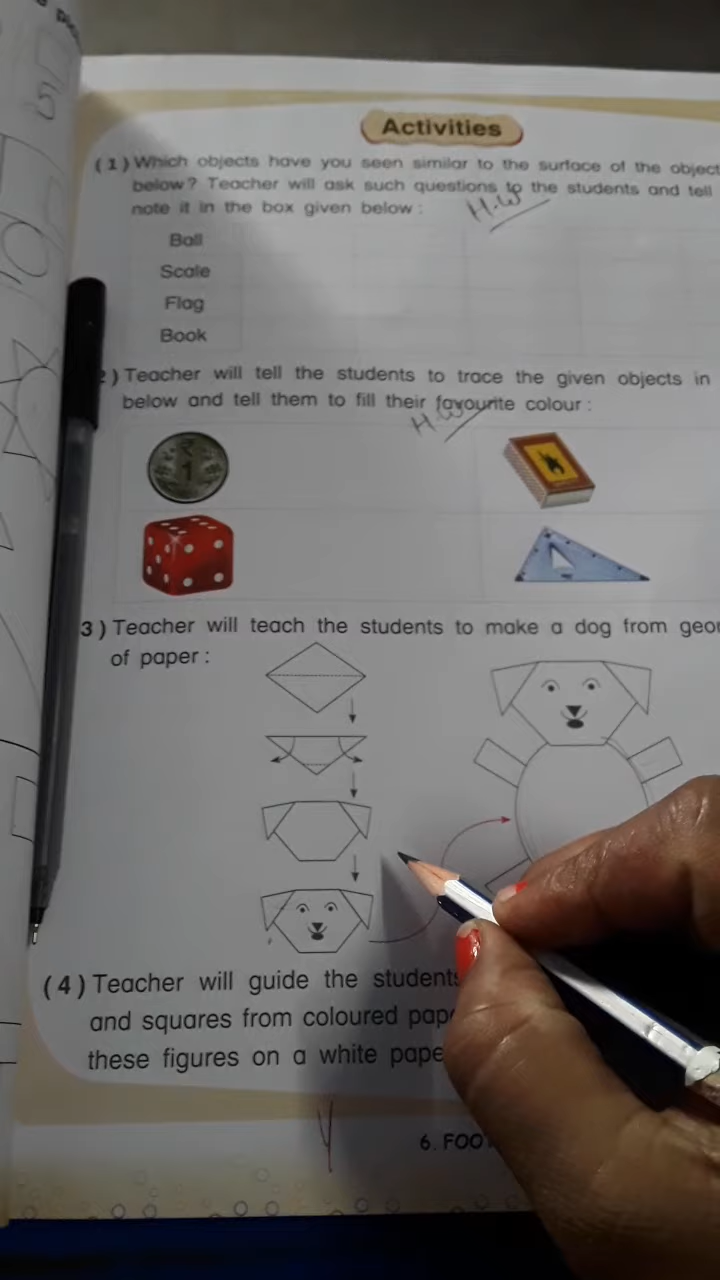 Activities
(1) Which objects have you seen similar to the surface of the object
below? Teacher will ask such questions to the students and tell
note it in the box given below :
H.W
Ball
Scale
Flag
Book
2) Teacher will tell the students to trace the given objects in
below and tell them to fill their favourite colour :
H.W
₹
1
3) Teacher will teach the students to make a dog from geo
of paper :
(4) Teacher will guide the students
and squares from coloured pap
these figures on a white pape
6. FOO
5